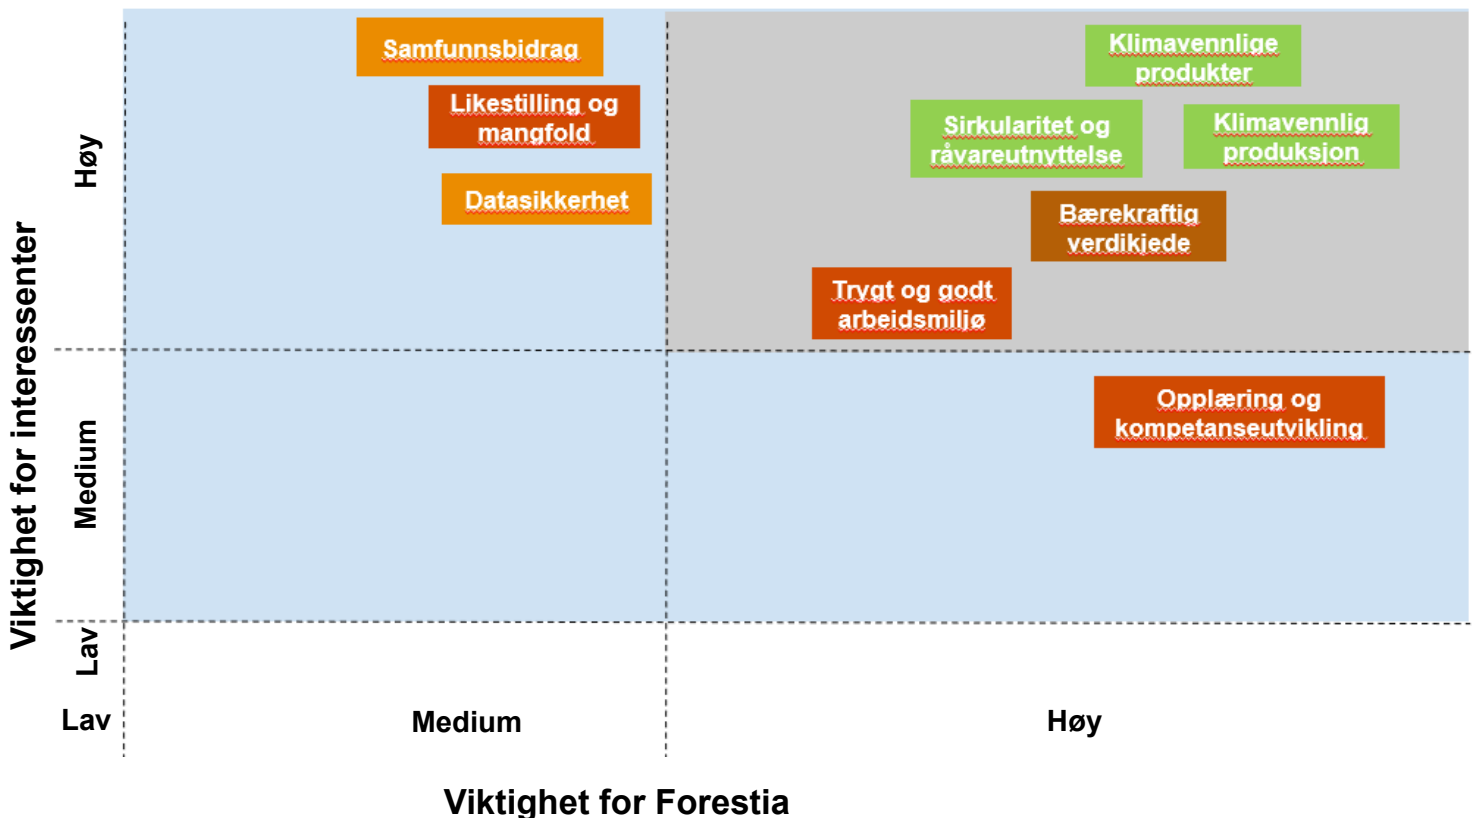 Viktighet for interessenter
Høy
Medium
Lav
Samfunnsbidrag
Likestilling og
mangfold
Datasikkerhet
Klimavennlige
produkter
Sirkularitet og
råvareutnyttelse
Klimavennlig
produksjon
Bærekraftig
verdikjede
Trygt og godt
arbeidsmiljø
Opplæring og
kompetanseutvikling
Lav
Medium
Høy
Viktighet for Forestia